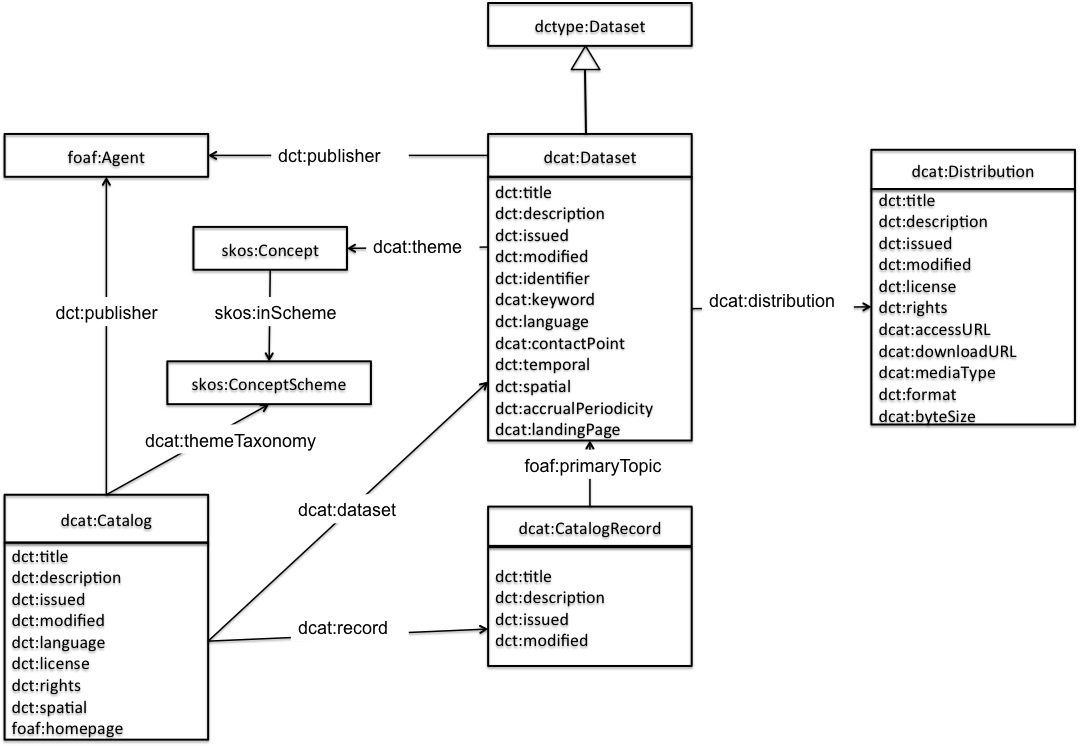 dctype:Dataset
foaf:Agent
dct:publisher
dcat:Dataset
dct:title
dct:description
dct:issued
dct:modified
dct:identifier
dcat:keyword
dct:language
dcat:contactPoint
dct:temporal
dct:spatial
dct:accrualPeriodicity
dcat:landingPage
dcat:Distribution
dct:title
dct:description
dct:issued
dct:modified
dct:license
dct:rights
dcat:accessURL
dcat:downloadURL
dcat:mediaType
dct:format
dcat:byteSize
skos:Concept
dcat:theme
dcat:distribution
dct:publisher
skos:inScheme
skos:ConceptScheme
dcat:themeTaxonomy
foaf:primaryTopic
dcat:Catalog
dct:title
dct:description
dct:issued
dct:modified
dct:language
dct:license
dct:rights
dct:spatial
foaf:homepage
dcat:dataset
dcat:record
dcat:CatalogRecord
dct:title
dct:description
dct:issued
dct:modified